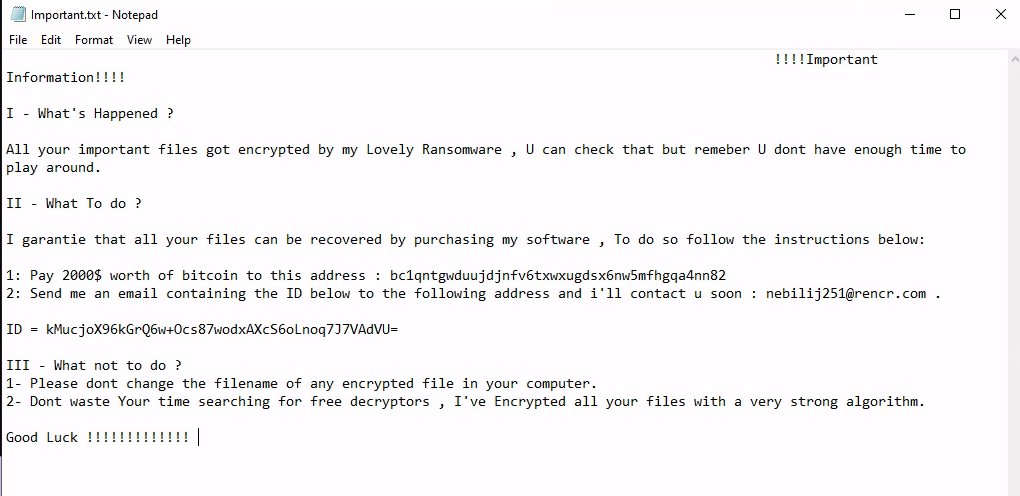 Important.txt - Notepad
File Edit Format View Help
!!!!Important
Information!!!!
I - What's Happened ?
All your important files got encrypted by my Lovely Ransomware , U can check that but remeber U dont have enough time to
play around.
II - What To do ?
I garantie that all your files can be recovered by purchasing my software , To do so follow the instructions below:
1: Pay 2000$ worth of bitcoin to this address : bc1qntgwduujdjnfv6txwxugdsx6nw5mfhgqa4nn82
2: Send me an email containing the ID below to the following address and i'll contact u soon : nebilij251@rencr.com .
ID = kMucjoX96kGrQ6w+Ocs87wodxAXcS6oLnoq7J7VAdVU=
III - What not to do ?
1- Please dont change the filename of any encrypted file in your computer.
2- Dont waste Your time searching for free decryptors , I've Encrypted all your files with a very strong algorithm.
Good Luck !!!!!!!!!!!!!